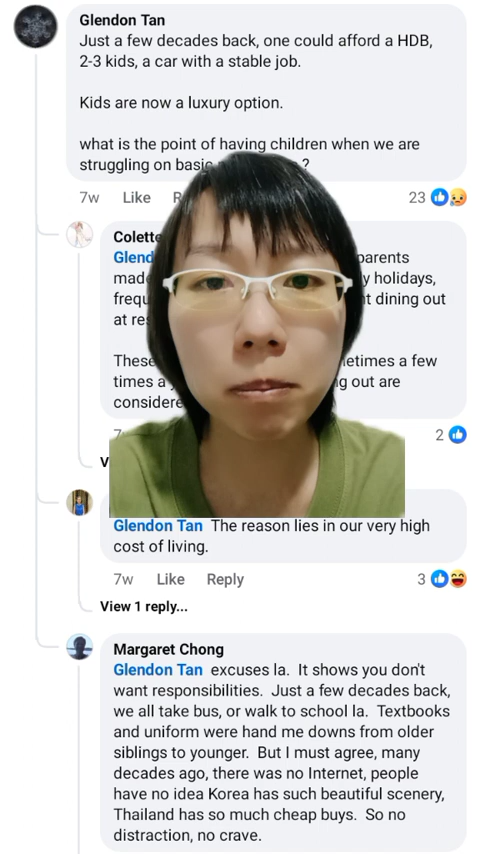 Glendon Tan
Just a few decades back, one could afford a HDB,
2-3 kids, a car with a stable job.
Kids are now a luxury option.
what is the point of having children when we are
struggling on basic ?
7w Like 23
Colette
parents
made holidays,
dining out
at
These a few
times a out are
considere
2
Glendon Tan The reason lies in our very high
cost of living.
7w Like Reply 3
View 1 reply...
Margaret Chong
Glendon Tan excuses la. It shows you don't
want responsibilities. Just a few decades back,
we all take bus, or walk to school la. Textbooks
and uniform were hand me downs from older
siblings to younger. But I must agree, many
decades ago, there was no Internet, people
have no idea Korea has such beautiful scenery,
Thailand has so much cheap buys. So no
distraction, no crave.